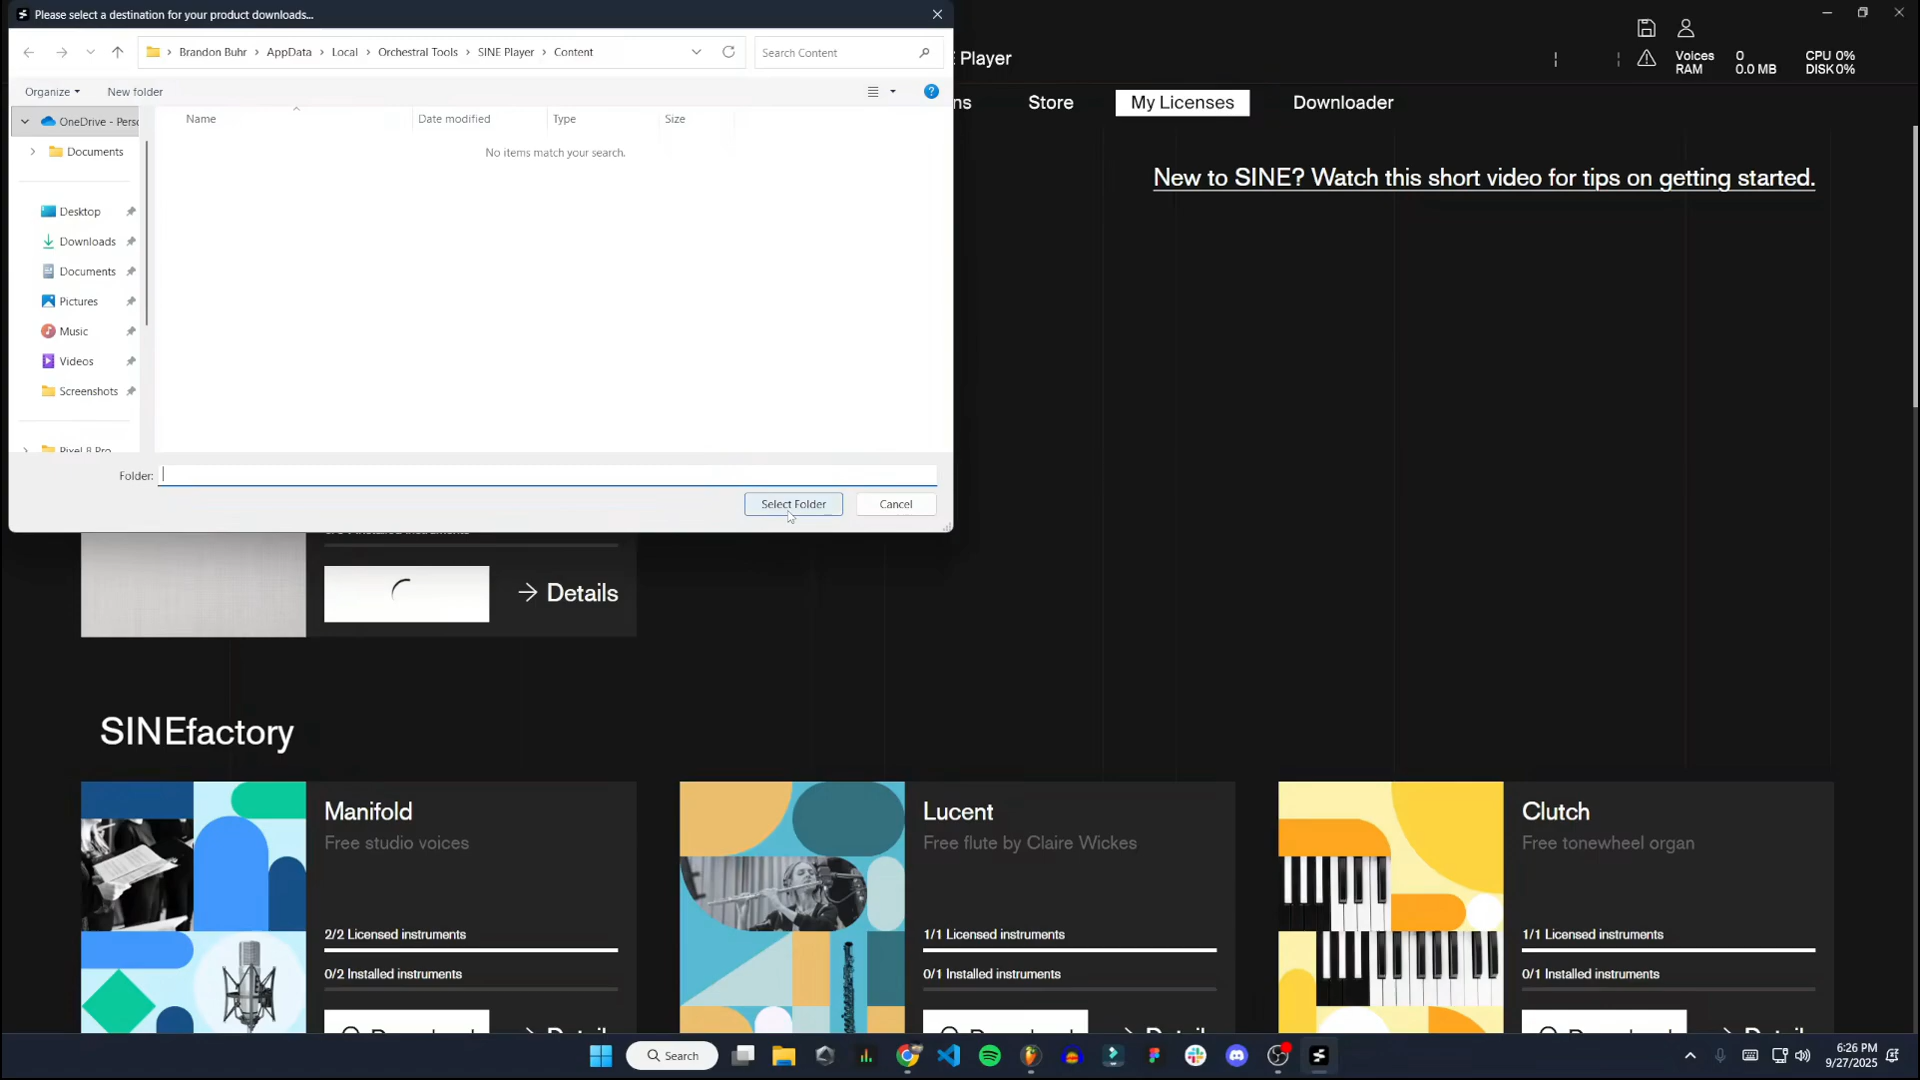 Please select a destination for your product downloads...
Brandon Buhr > AppData > Local > Orchestral Tools > SINE Player > Content
Search Content
Organize
New folder
Name
Date modified
Type
Size
No items match your search.
OneDrive - Perso
Documents
Desktop
Downloads
Documents
Pictures
Music
Videos
Screenshots
Pixel 8 Pro
Folder:
Select Folder
Cancel
Player
Voices 0
RAM 0.0 MB
CPU 0%
DISK 0%
ns
Store
My Licenses
Downloader
New to SINE? Watch this short video for tips on getting started.
Details
SINEfactory
Manifold
Free studio voices
2/2 Licensed instruments
0/2 Installed instruments
Lucent
Free flute by Claire Wickes
1/1 Licensed instruments
0/1 Installed instruments
Clutch
Free tonewheel organ
1/1 Licensed instruments
0/1 Installed instruments
Search
6:26 PM
9/27/2025